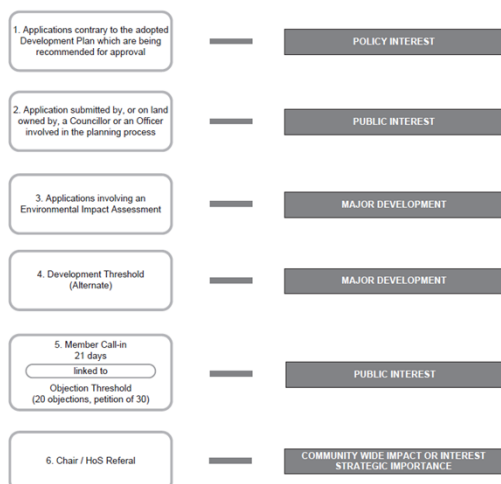 1. Applications contrary to the adopted
Development Plan which are being
recommended for approval
POLICY INTEREST
2. Application submitted by, or on land
owned by, a Councillor or an Officer
involved in the planning process
PUBLIC INTEREST
3. Applications involving an
Environmental Impact Assessment
MAJOR DEVELOPMENT
4. Development Threshold
(Alternate)
MAJOR DEVELOPMENT
5. Member Call-in
21 days
linked to
Objection Threshold
(20 objections, petition of 30)
PUBLIC INTEREST
6. Chair / HoS Referal
COMMUNITY WIDE IMPACT OR INTEREST
STRATEGIC IMPORTANCE